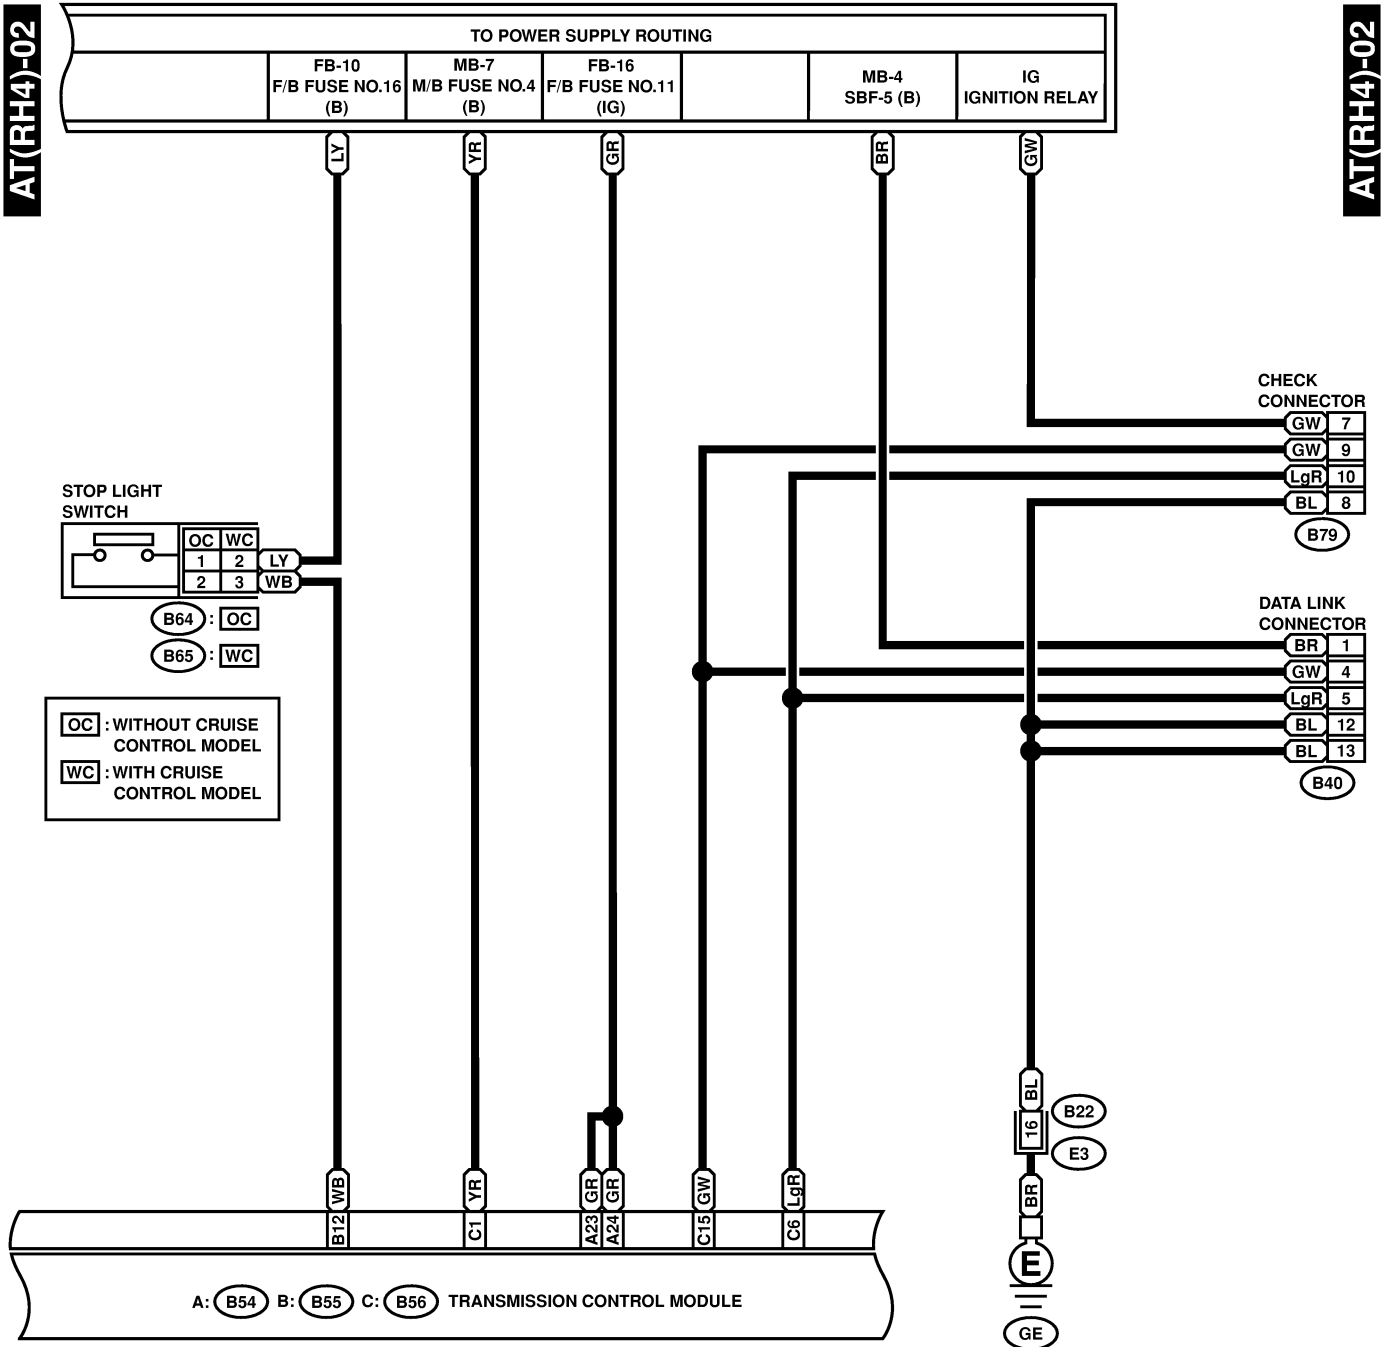 AT(RH4)-02
AT(RH4)-02
TO POWER SUPPLY ROUTING
FB-10
F/B FUSE NO.16
(B)
MB-7
M/B FUSE NO.4
(B)
FB-16
F/B FUSE NO.11
(IG)
MB-4
SBF-5 (B)
IG
IGNITION RELAY
LY
YR
GR
BR
GW
CHECK
CONNECTOR
GW 7
GW 9
LgR 10
BL 8
B79
STOP LIGHT
SWITCH
OC WC
1 2 LY
2 3 WB
B64 : OC
B65 : WC
DATA LINK
CONNECTOR
BR 1
GW 4
LgR 5
BL 12
BL 13
B40
OC : WITHOUT CRUISE
CONTROL MODEL
WC : WITH CRUISE
CONTROL MODEL
BL
16
B22
E3
BR
E
GE
WB
YR
GR
GR
GW
LgR
B12
C1
A23
A24
C15
C6
A: B54 B: B55 C: B56 TRANSMISSION CONTROL MODULE